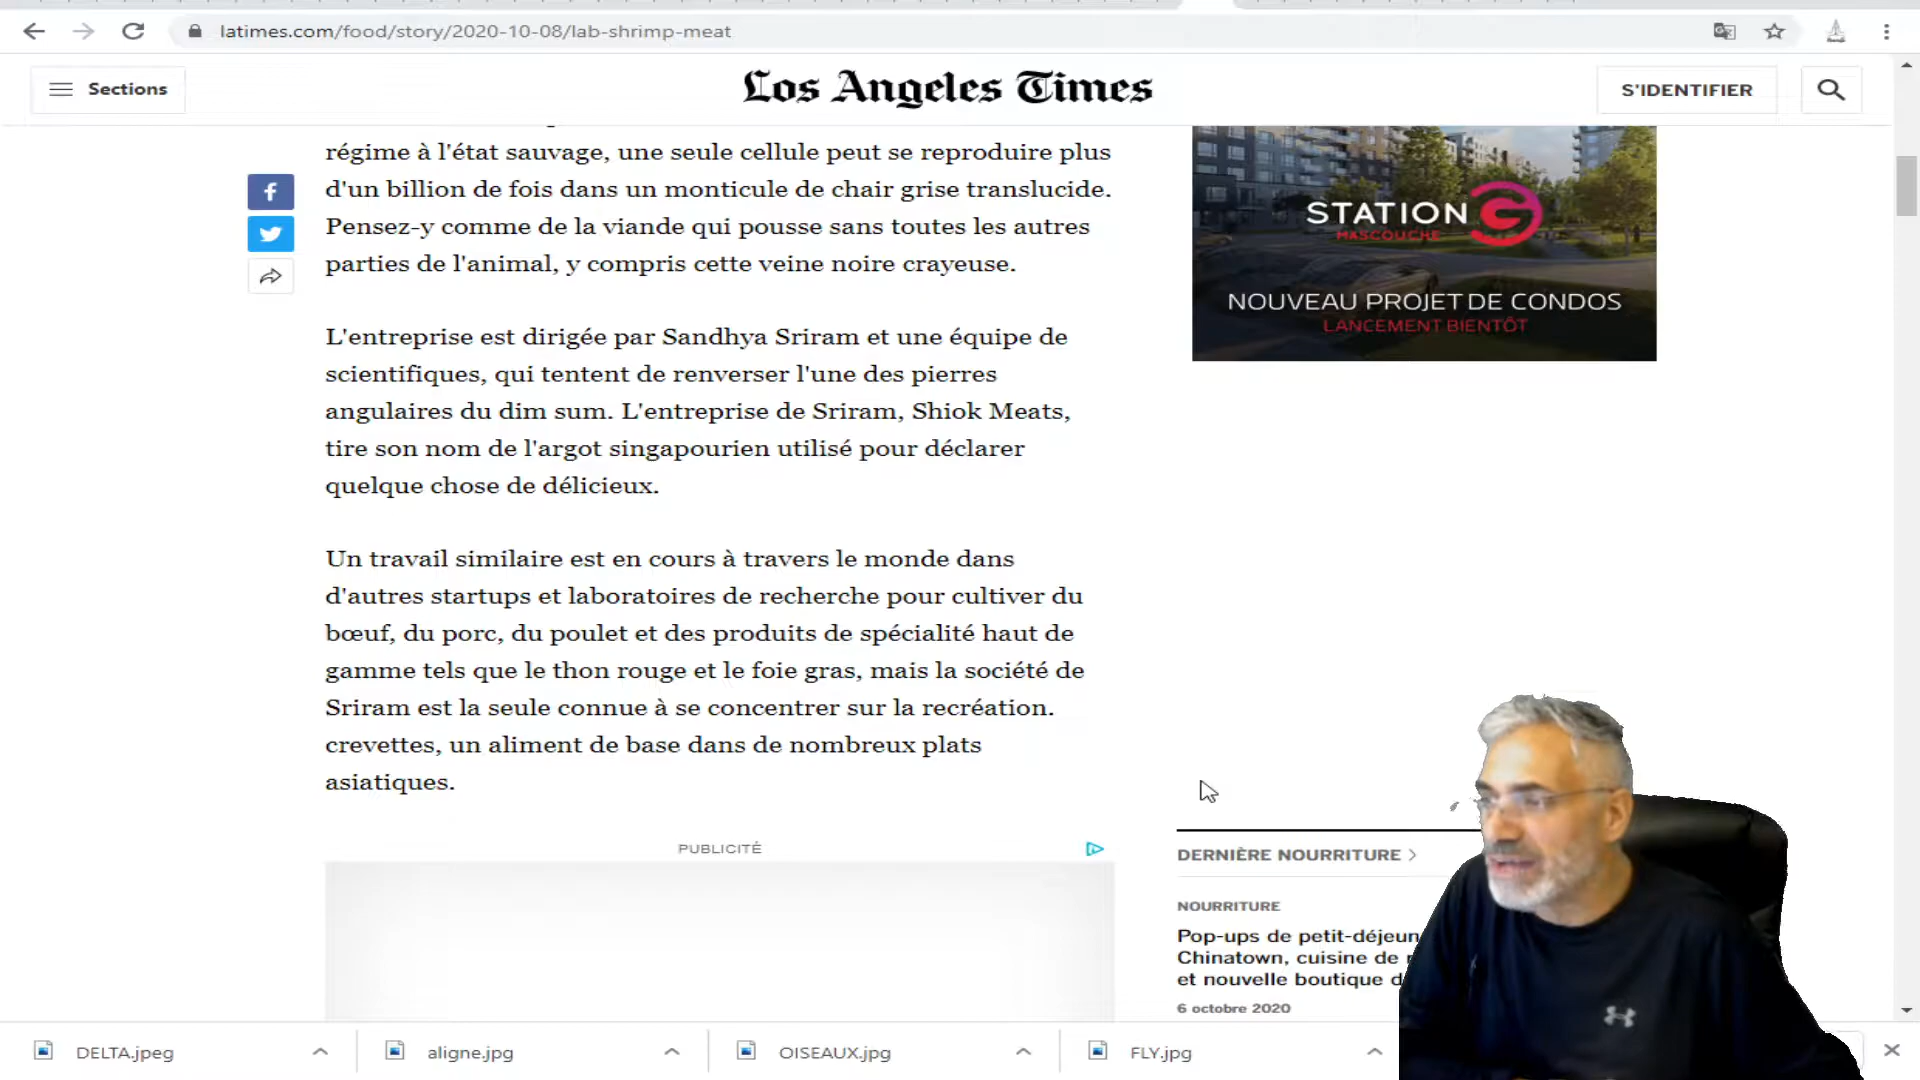 latimes.com/food/story/2020-10-08/lab-shrimp-meat
Sections
Los Angeles Times
S'IDENTIFIER
régime à l'état sauvage, une seule cellule peut se reproduire plus
d'un billion de fois dans un monticule de chair grise translucide.
Pensez-y comme de la viande qui pousse sans toutes les autres
parties de l'animal, y compris cette veine noire crayeuse.
L'entreprise est dirigée par Sandhya Sriram et une équipe de
scientifiques, qui tentent de renverser l'une des pierres
angulaires du dim sum. L'entreprise de Sriram, Shiok Meats,
tire son nom de l'argot singapourien utilisé pour déclarer
quelque chose de délicieux.
Un travail similaire est en cours à travers le monde dans
d'autres startups et laboratoires de recherche pour cultiver du
bœuf, du porc, du poulet et des produits de spécialité haut de
gamme tels que le thon rouge et le foie gras, mais la société de
Sriram est la seule connue à se concentrer sur la recréation.
crevettes, un aliment de base dans de nombreux plats
asiatiques.
PUBLICITÉ
STATION C
MASCOUCHE
NOUVEAU PROJET DE CONDOS
LANCEMENT BIENTÔT
DERNIÈRE NOURRITURE >
NOURRITURE
Pop-ups de petit-déjeun
Chinatown, cuisine de
et nouvelle boutique d
6 octobre 2020
DELTA.jpeg
aligne.jpg
OISEAUX.jpg
FLY.jpg